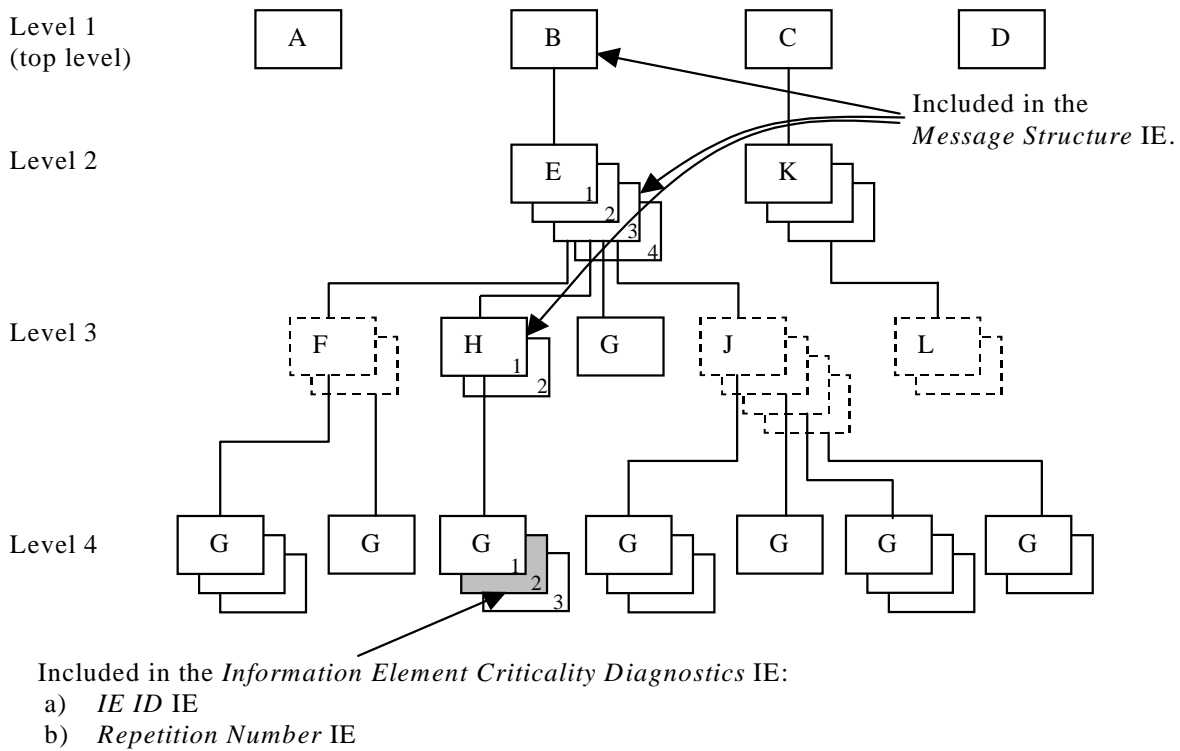 Level 1
(top level)
A
B
C
D
Included in the
Message Structure IE.
Level 2
E
1
2
3
4
K
Level 3
F
H
1
2
G
J
L
Level 4
G
G
G
1
2
3
G
G
G
G
Included in the Information Element Criticality Diagnostics IE:
a) IE ID IE
b) Repetition Number IE